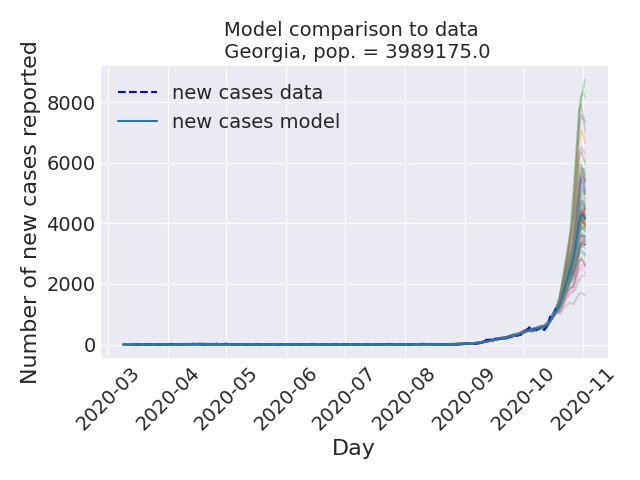 Model comparison to data
Georgia, pop. = 3989175.0
new cases data
new cases model
Number of new cases reported
8000
6000
4000
2000
0
2020-03
2020-04
2020-05
2020-06
2020-07
2020-08
2020-09
2020-10
2020-11
Day